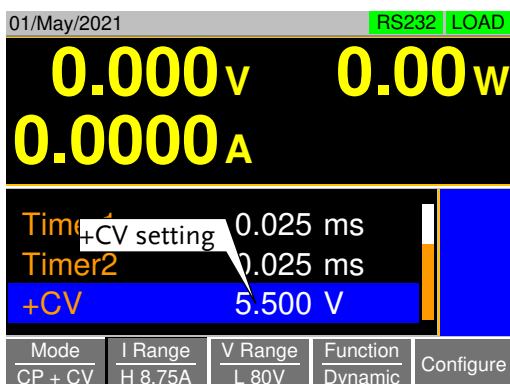 01/May/2021 RS232 LOAD
0.000 V 0.00 W
0.0000 A
0.025 ms
+CV setting
Timer2 0.025 ms
+CV 5.500 V
Mode I Range V Range Function Configure
CP + CV H 8.75A L 80V Dynamic